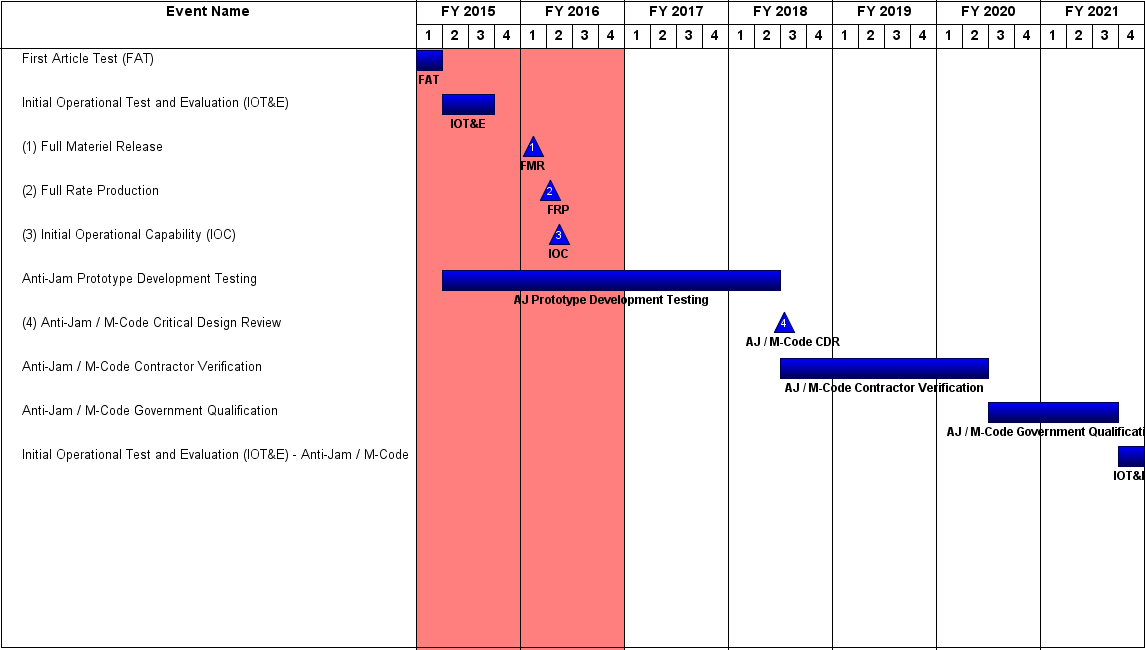 Event Name FY 2015 FY 2016 FY 2017 FY 2018 FY 2019 FY 2020 FY 2021
1 2 3 4 1 2 3 4 1 2 3 4 1 2 3 4 1 2 3 4 1 2 3 4 1 2 3 4
First Article Test (FAT)
FAT
Initial Operational Test and Evaluation (IOT&E)
IOT&E
(1) Full Materiel Release 1
FMR
(2) Full Rate Production 2
FRP
(3) Initial Operational Capability (IOC) 3
IOC
Anti-Jam Prototype Development Testing
AJ Prototype Development Testing
(4) Anti-Jam / M-Code Critical Design Review 4
AJ / M-Code CDR
Anti-Jam / M-Code Contractor Verification
AJ / M-Code Contractor Verification
Anti-Jam / M-Code Government Qualification
AJ / M-Code Government Qualificati
Initial Operational Test and Evaluation (IOT&E) - Anti-Jam / M-Code
IOT&